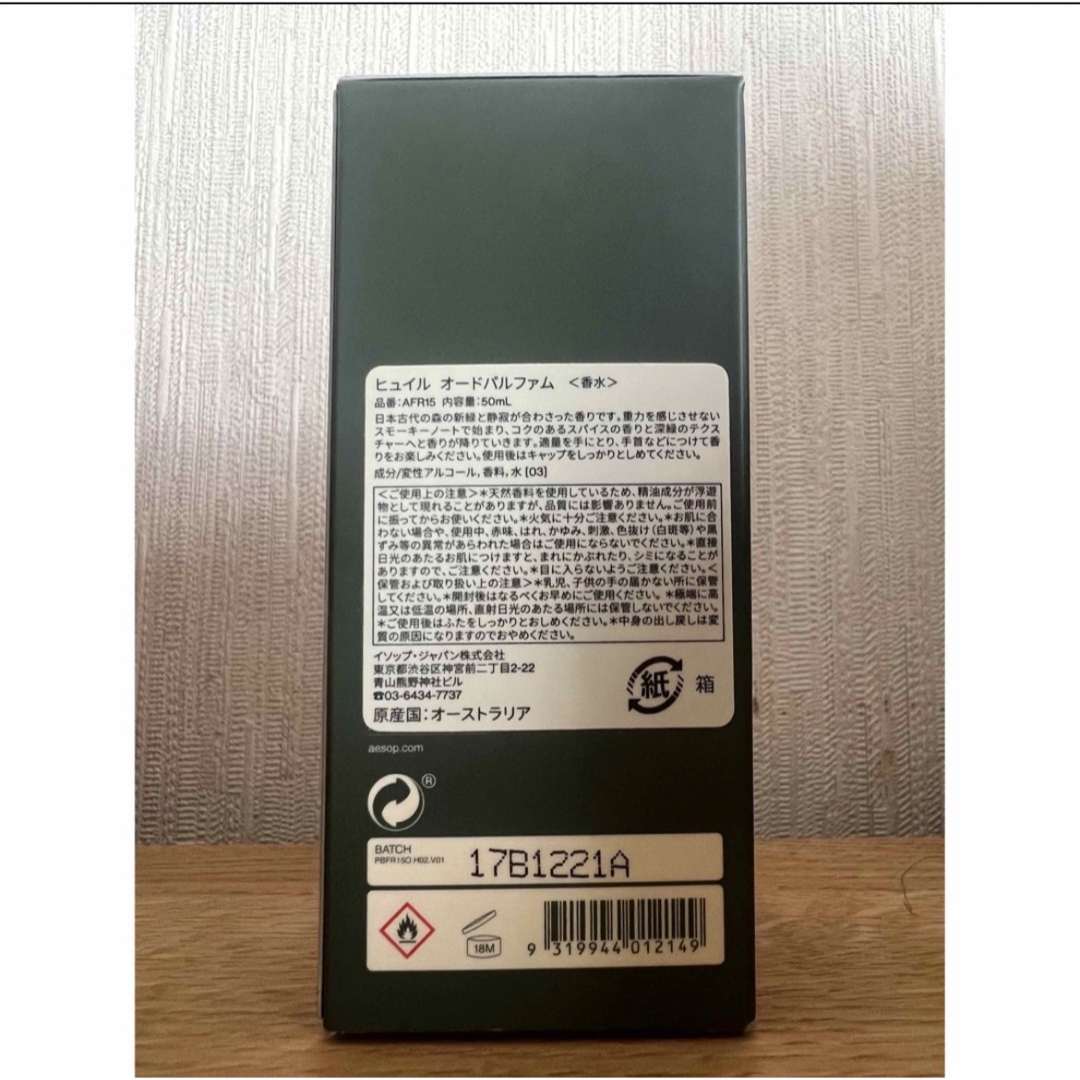 ヒュイル オードパルファム <香水>
品番:AFR15 内容量:50mL
日本古代の森の新緑と静寂が合わさった香りです。重力を感じさせない
スモーキーノートで始まり、コクのあるスパイスの香りと深緑のテクス
チャーへと香りが降りていきます。適量を手にとり、手首などにつけて香
りをお楽しみください。使用後はキャップをしっかりとしめてください。
成分/変性アルコール, 香料, 水 [03]
<ご使用上の注意>*天然香料を使用しているため、精油成分が浮遊
物として現れることがありますが、品質には影響ありません。ご使用前
に振ってからお使いください。*火気に十分ご注意ください。*お肌に合
わない場合や、使用中、赤味、はれ、かゆみ、刺激、色抜け(白斑等)や黒
ずみ等の異常があらわれた場合はご使用にならないでください。*直接
日光のあたるお肌につけますと、まれにかぶれたり、シミになることが
ありますので、ご注意ください。*目に入らないようご注意ください。<
保管および取り扱い上の注意>*乳児、子供の手の届かない所に保管
してください。*開封後はなるべくお早めにご使用ください。 *極端に高
温又は低温の場所、直射日光のあたる場所には保管しないでください。
*ご使用後はふたをしっかりとおしめください。*中身の出し戻しは変
質の原因になりますのでおやめください。
イソップ・ジャパン株式会社
東京都渋谷区神宮前二丁目2-22
青山熊野神社ビル
☎03-6434-7737
原産国:オーストラリア
紙 箱
aesop.com
®
BATCH
PBFR15O.H02.V01
17B1221A
18M
9 319944 012149